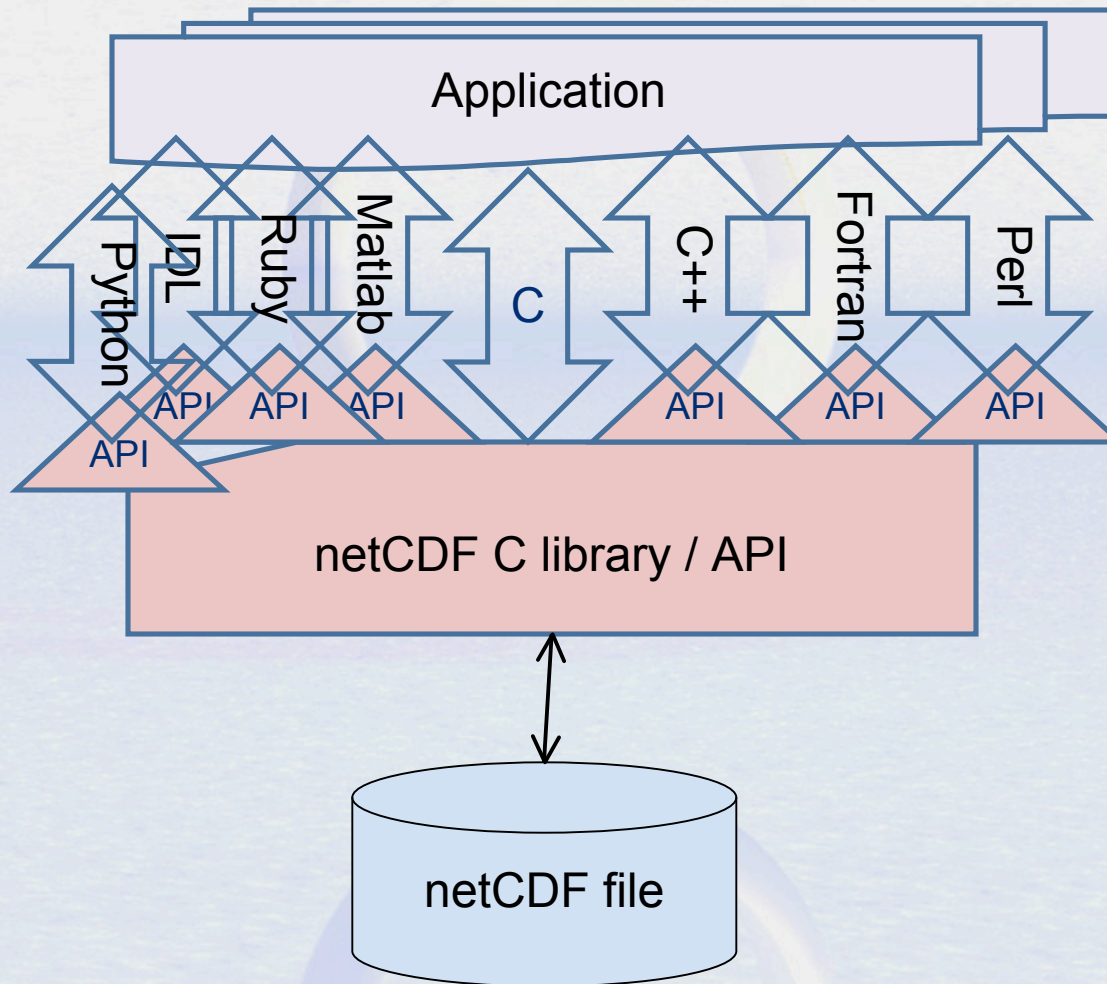 Application
Python
IDL
Ruby
Matlab
C
C++
Fortran
Perl
API
API
API
API
API
API
API
netCDF C library / API
netCDF file